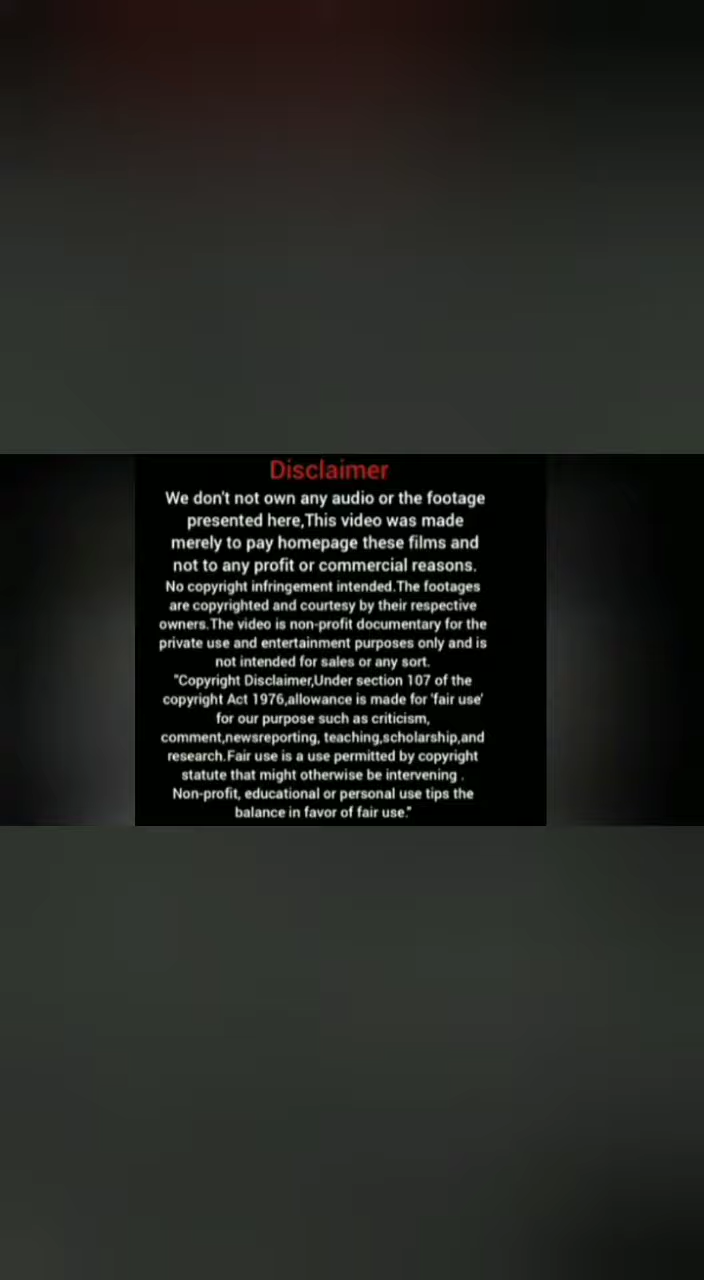 Disclaimer
We don't not own any audio or the footage
presented here,This video was made
merely to pay homepage these films and
not to any profit or commercial reasons.
No copyright infringement intended.The footages
are copyrighted and courtesy by their respective
owners.The video is non-profit documentary for the
private use and entertainment purposes only and is
not intended for sales or any sort.
"Copyright Disclaimer,Under section 107 of the
copyright Act 1976,allowance is made for 'fair use'
for our purpose such as criticism,
comment,newsreporting, teaching,scholarship,and
research.Fair use is a use permitted by copyright
statute that might otherwise be intervening .
Non-profit, educational or personal use tips the
balance in favor of fair use."